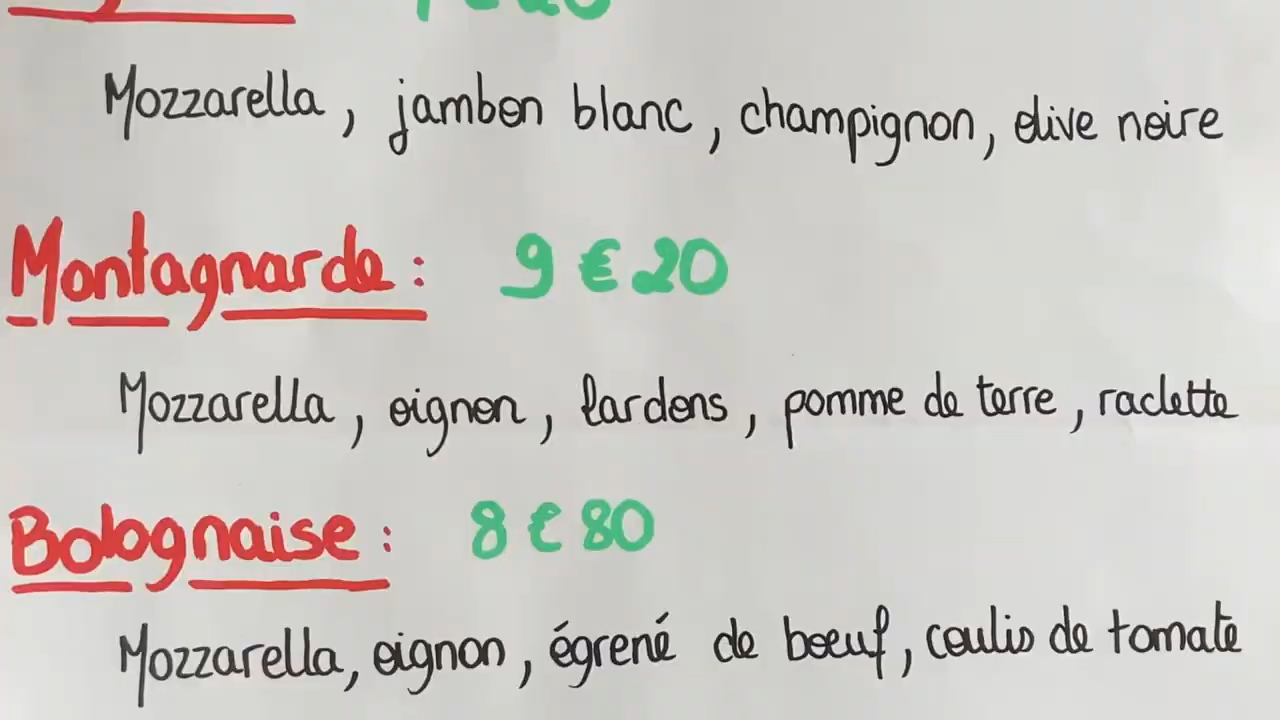 Mozzarella, jambon blanc, champignon, olive noire
Montagnarde : 9 € 20
Mozzarella, oignon, lardons, pomme de terre, raclette
Bolognaise : 8 € 80
Mozzarella, oignon, égrené de boeuf, coulis de tomate